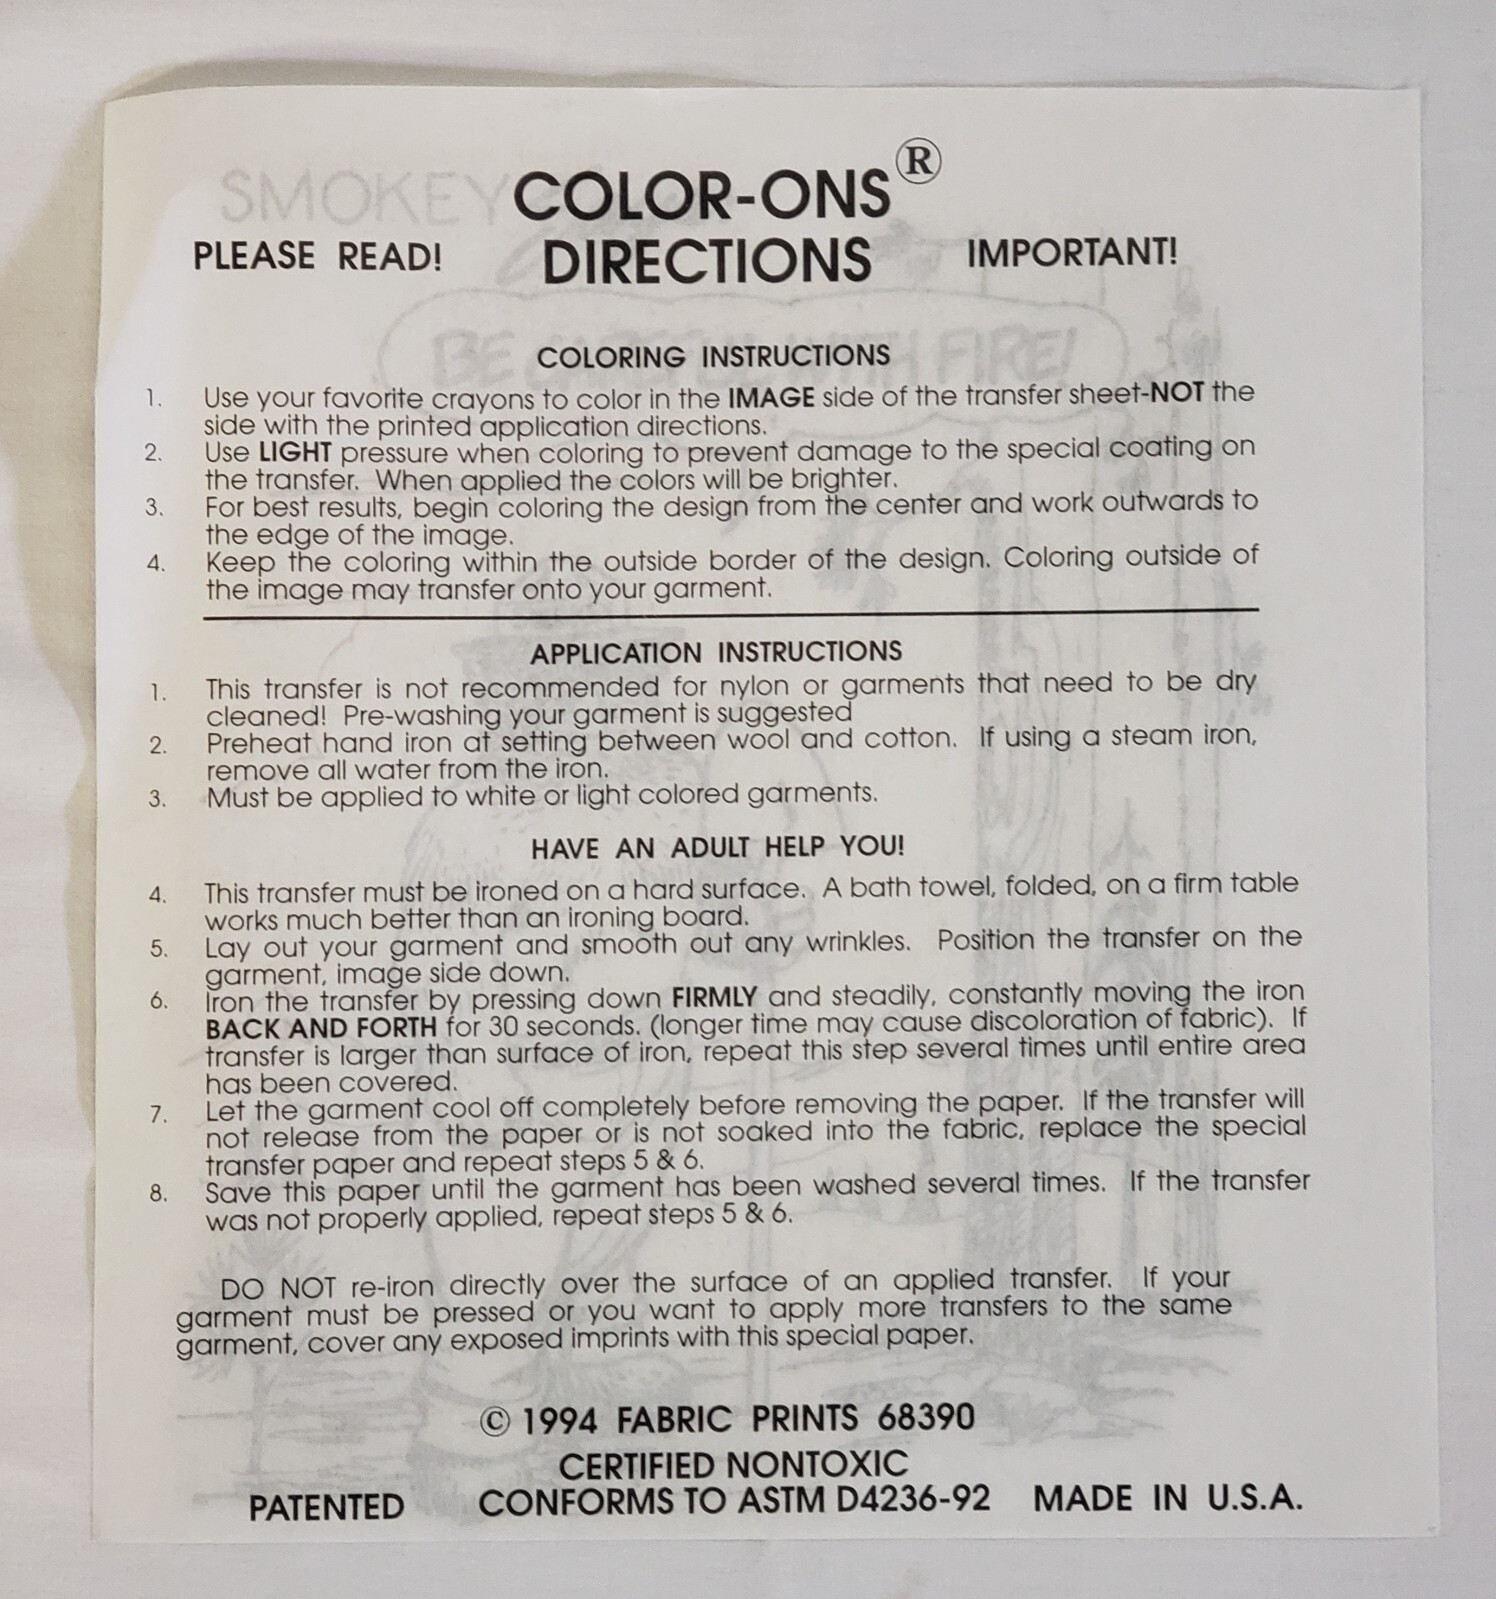 SMOKEY
COLOR-ONS®
PLEASE READ! DIRECTIONS IMPORTANT!
BE CAREFUL WITH FIRE!
COLORING INSTRUCTIONS
1. Use your favorite crayons to color in the IMAGE side of the transfer sheet-NOT the
side with the printed application directions.
2. Use LIGHT pressure when coloring to prevent damage to the special coating on
the transfer. When applied the colors will be brighter.
3. For best results, begin coloring the design from the center and work outwards to
the edge of the image.
4. Keep the coloring within the outside border of the design. Coloring outside of
the image may transfer onto your garment.
APPLICATION INSTRUCTIONS
1. This transfer is not recommended for nylon or garments that need to be dry
cleaned! Pre-washing your garment is suggested
2. Preheat hand iron at setting between wool and cotton. If using a steam iron,
remove all water from the iron.
3. Must be applied to white or light colored garments.
HAVE AN ADULT HELP YOU!
4. This transfer must be ironed on a hard surface. A bath towel, folded, on a firm table
works much better than an ironing board.
5. Lay out your garment and smooth out any wrinkles. Position the transfer on the
garment, image side down.
6. Iron the transfer by pressing down FIRMLY and steadily, constantly moving the iron
BACK AND FORTH for 30 seconds. (longer time may cause discoloration of fabric). If
transfer is larger than surface of iron, repeat this step several times until entire area
has been covered.
7. Let the garment cool off completely before removing the paper. If the transfer will
not release from the paper or is not soaked into the fabric, replace the special
transfer paper and repeat steps 5 & 6.
8. Save this paper until the garment has been washed several times. If the transfer
was not properly applied, repeat steps 5 & 6.
DO NOT re-iron directly over the surface of an applied transfer. If your
garment must be pressed or you want to apply more transfers to the same
garment, cover any exposed imprints with this special paper.
© 1994 FABRIC PRINTS 68390
CERTIFIED NONTOXIC
PATENTED CONFORMS TO ASTM D4236-92 MADE IN U.S.A.